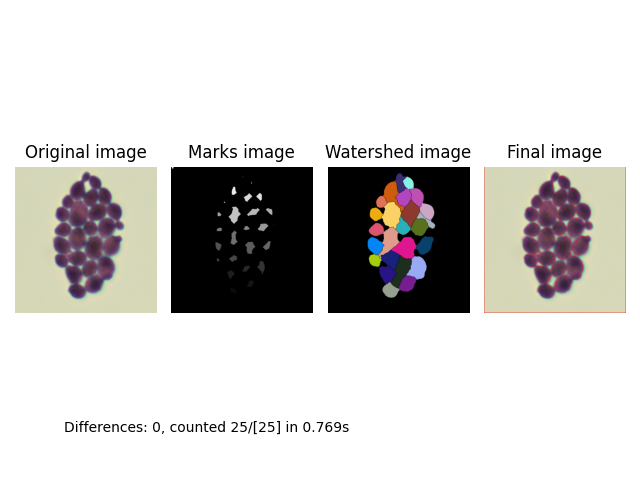 Original image
Marks image
Watershed image
Final image
Differences: 0, counted 25/[25] in 0.769s